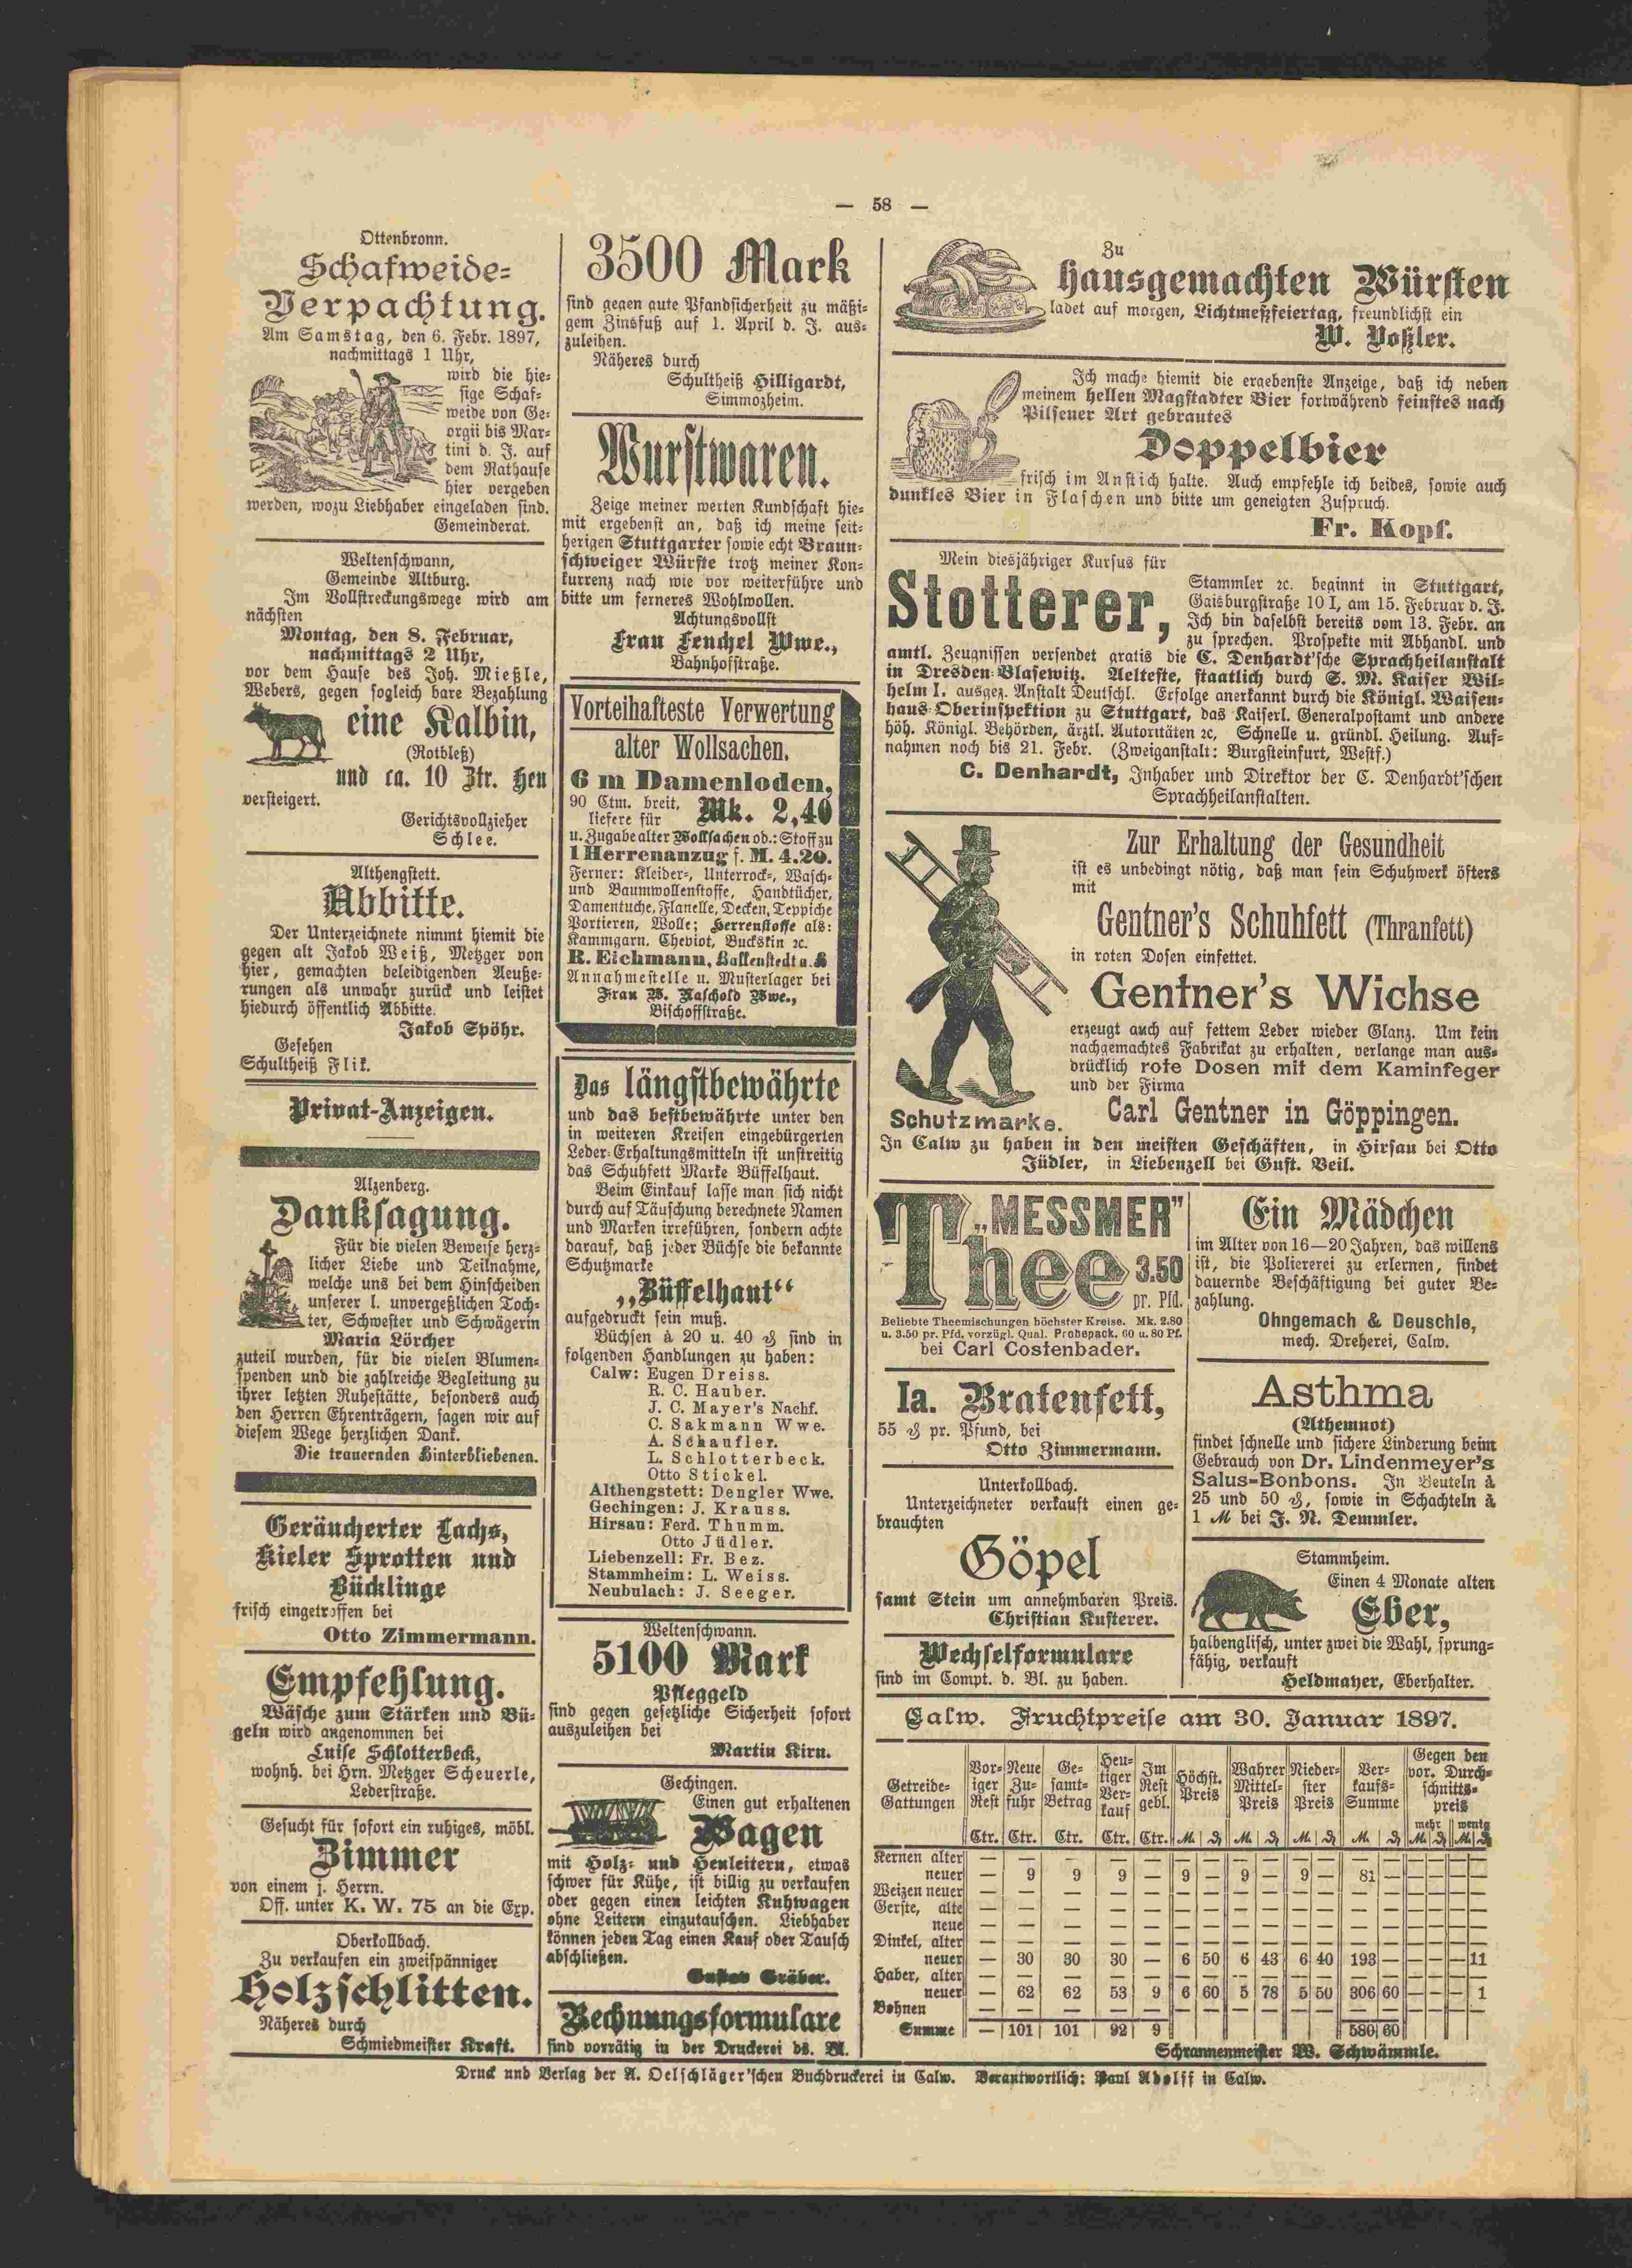 — 58 —
Ottenbronn.
Schafweide-
Verpachtung.
Am Samstag, den 6. Febr. 1897,
nachmittags 1 Uhr,
wird die hie-
sige Schaf-
weide von Ge-
orgii bis Mar-
tini d. J. auf
dem Rathause
hier vergeben
werden, wozu Liebhaber eingeladen sind.
Gemeinderat.
Weltenschwann,
Gemeinde Altburg.
Im Vollstreckungswege wird am
nächsten
Montag, den 8. Februar,
nachmittags 2 Uhr,
vor dem Hause des Joh. Mießle,
Webers, gegen sogleich bare Bezahlung
eine Kalbin,
(Rotbleß)
und ca. 10 Ztr. Heu
versteigert.
Gerichtsvollzieher
Schlee.
Althengstett.
Abbitte.
Der Unterzeichnete nimmt hiemit die
gegen alt Jakob Weiß, Metzger von
hier, gemachten beleidigenden Aeuße-
rungen als unwahr zurück und leistet
hiedurch öffentlich Abbitte.
Jakob Spöhr.
Gesehen
Schultheiß Flik.
Privat-Anzeigen.
Alzenberg.
Danksagung.
Für die vielen Beweise herz-
licher Liebe und Teilnahme,
welche uns bei dem Hinscheiden
unserer l. unvergeßlichen Toch-
ter, Schwester und Schwägerin
Maria Lörcher
zuteil wurden, für die vielen Blumen-
spenden und die zahlreiche Begleitung zu
ihrer letzten Ruhestätte, besonders auch
den Herren Ehrenträgern, sagen wir auf
diesem Wege herzlichen Dank.
Die trauernden Hinterbliebenen.
Geräucherter Lachs,
Kieler Sprotten und
Bücklinge
frisch eingetroffen bei
Otto Zimmermann.
Empfehlung.
Wäsche zum Stärken und Bü-
geln wird angenommen bei
Luise Schlotterbeck,
wohnh. bei Hrn. Metzger Scheuerle,
Lederstraße.
Gesucht für sofort ein ruhiges, möbl.
Zimmer
von einem j. Herrn.
Off. unter K. W. 75 an die Exp.
Oberkollbach.
Zu verkaufen ein zweispänniger
Holzschlitten.
Näheres durch
Schmiedmeister Kraft.
3500 Mark
sind gegen gute Pfandsicherheit zu mäßi-
gem Zinsfuß auf 1. April d. J. aus-
zuleihen.
Näheres durch
Schultheiß Hilligardt,
Simmozheim.
Wurstwaren.
Zeige meiner werten Kundschaft hie-
mit ergebenst an, daß ich meine seit-
herigen Stuttgarter sowie echt Braun-
schweiger Würste trotz meiner Kon-
kurrenz nach wie vor weiterführe und
bitte um ferneres Wohlwollen.
Achtungsvollst
Frau Fenchel Wwe.,
Bahnhofstraße.
Vorteihafteste Verwertung
alter Wollsachen.
6 m Damenloden,
90 Ctm. breit,
liefere für Mk. 2,40
u. Zugabe alter Wollsachen od.: Stoff zu
1 Herrenanzug f. M. 4.20.
Ferner: Kleider-, Unterrock-, Wasch-
und Baumwollenstoffe, Handtücher,
Damentuche, Flanelle, Decken, Teppiche
Portieren, Wolle; Herrenstoffe als:
Kammgarn, Cheviot, Buckskin ꝛc.
R. Eichmann, Ballenstedt a. H
Annahmestelle u. Musterlager bei
Frau W. Raschold Wwe.,
Bischoffstraße.
Das längstbewährte
und das bestbewährte unter den
in weiteren Kreisen eingebürgerten
Leder-Erhaltungsmitteln ist unstreitig
das Schuhfett Marke Büffelhaut.
Beim Einkauf lasse man sich nicht
durch auf Täuschung berechnete Namen
und Marken irreführen, sondern achte
darauf, daß jeder Büchse die bekannte
Schutzmarke
„Büffelhaut“
aufgedruckt sein muß.
Büchsen à 20 u. 40 ₰ sind in
folgenden Handlungen zu haben:
Calw: Eugen Dreiss.
R. C. Hauber.
J. C. Mayer's Nachf.
C. Sakmann Wwe.
A. Schaufler.
L. Schlotterbeck.
Otto Stickel.
Althengstett: Dengler Wwe.
Gechingen: J. Krauss.
Hirsau: Ferd. Thumm.
Otto Jüdler.
Liebenzell: Fr. Bez.
Stammheim: L. Weiss.
Neubulach: J. Seeger.
Weltenschwann.
5100 Mark
Pfleggeld
sind gegen gesetzliche Sicherheit sofort
auszuleihen bei
Martin Kirn.
Gechingen.
Einen gut erhaltenen
Wagen
mit Holz- und Heuleitern, etwas
schwer für Kühe, ist billig zu verkaufen
oder gegen einen leichten Kuhwagen
ohne Leitern einzutauschen. Liebhaber
können jeden Tag einen Kauf oder Tausch
abschließen.
Gustav Gräber.
Rechnungsformulare
sind vorrätig in der Druckerei ds. Bl.
Zu
hausgemachten Würsten
ladet auf morgen, Lichtmeßfeiertag, freundlichst ein
W. Voßler.
Ich mache hiemit die ergebenste Anzeige, daß ich neben
meinem hellen Magstadter Bier fortwährend feinstes nach
Pilsener Art gebrautes
Doppelbier
frisch im Anstich halte. Auch empfehle ich beides, sowie auch
dunkles Bier in Flaschen und bitte um geneigten Zuspruch.
Fr. Kopf.
Mein diesjähriger Kursus für
Stotterer,
Stammler ꝛc. beginnt in Stuttgart,
Gaisburgstraße 10 I, am 15. Februar d. J.
Ich bin daselbst bereits vom 13. Febr. an
zu sprechen. Prospekte mit Abhandl. und
amtl. Zeugnissen versendet gratis die C. Denhardt'sche Sprachheilanstalt
in Dresden-Blasewitz. Aelteste, staatlich durch S. M. Kaiser Wil-
helm I. ausgez. Anstalt Deutschl. Erfolge anerkannt durch die Königl. Waisen-
haus-Oberinspektion zu Stuttgart, das Kaiserl. Generalpostamt und andere
höh. Königl. Behörden, ärztl. Autoritäten ꝛc, Schnelle u. gründl. Heilung. Auf-
nahmen noch bis 21. Febr. (Zweiganstalt: Burgsteinfurt, Westf.)
C. Denhardt, Inhaber und Direktor der C. Denhardt'schen
Sprachheilanstalten.
Zur Erhaltung der Gesundheit
ist es unbedingt nötig, daß man sein Schuhwerk öfters
mit
Gentner's Schuhfett (Thranfett)
in roten Dosen einfettet.
Gentner's Wichse
erzeugt auch auf fettem Leder wieder Glanz. Um kein
nachgemachtes Fabrikat zu erhalten, verlange man aus-
drücklich rote Dosen mit dem Kaminfeger
und der Firma
Schutzmarke.
Carl Gentner in Göppingen.
In Calw zu haben in den meisten Geschäften, in Hirsau bei Otto
Jüdler, in Liebenzell bei Gust. Veil.
„MESSMER”
Thee 3.50
pr. Pfd.
Beliebte Theemischungen höchster Kreise. Mk. 2.80
u. 3.50 pr. Pfd. vorzügl. Qual. Probepack. 60 u. 80 Pf.
bei Carl Costenbader.
Ia. Bratenfett,
55 ₰ pr. Pfund, bei
Otto Zimmermann.
Unterkollbach.
Unterzeichneter verkauft einen ge-
brauchten
Göpel
samt Stein um annehmbaren Preis.
Christian Kusterer.
Wechselformulare
sind im Compt. d. Bl. zu haben.
Ein Mädchen
im Alter von 16—20 Jahren, das willens
ist, die Poliererei zu erlernen, findet
dauernde Beschäftigung bei guter Be-
zahlung.
Ohngemach & Deuschle,
mech. Dreherei, Calw.
Asthma
(Athemnot)
findet schnelle und sichere Linderung beim
Gebrauch von Dr. Lindenmeyer's
Salus-Bonbons. In Beuteln à
25 und 50 ₰, sowie in Schachteln à
1 M bei J. N. Demmler.
Stammheim.
Einen 4 Monate alten
Eber,
halbenglisch, unter zwei die Wahl, sprung-
fähig, verkauft
Heldmayer, Eberhalter.
Calw. Fruchtpreise am 30. Januar 1897.
Getreide-Gattungen | Vor-iger Rest | Neue Zu-fuhr | Ge-samt-Betrag | Heu-tiger Ver-kauf | Im Rest gebl. | Höchst. Preis | Wahrer Mittel-Preis | Nieder-ster Preis | Ver-kaufs-Summe | Gegen den vor. Durch-schnitts-preis mehr wenig
Ctr. | Ctr. | Ctr. | Ctr. | Ctr. | M. ₰ | M. ₰ | M. ₰ | M. ₰ | M. ₰ | M. ₰
Kernen alter — — — — — — — — — — — — — — — — —
neuer — 9 9 9 — 9 — 9 — 9 — 81 — — — — —
Weizen neuer — — — — — — — — — — — — — — — — —
Gerste, alte — — — — — — — — — — — — — — — — —
neue — — — — — — — — — — — — — — — — —
Dinkel, alter — — — — — — — — — — — — — — — — —
neuer — 30 30 30 — 6 50 6 43 6 40 193 — — — — 11
Haber, alter — — — — — — — — — — — — — — — — —
neuer — 62 62 53 9 6 60 5 78 5 50 306 60 — — — 1
Bohnen — — — — — — — — — — — — — — — — —
Summe — 101 101 92 9 580 60
Schrannenmeister W. Schwämmle.
Druck und Verlag der A. Oelschläger'schen Buchdruckerei in Calw. Verantwortlich: Paul Adolff in Calw.